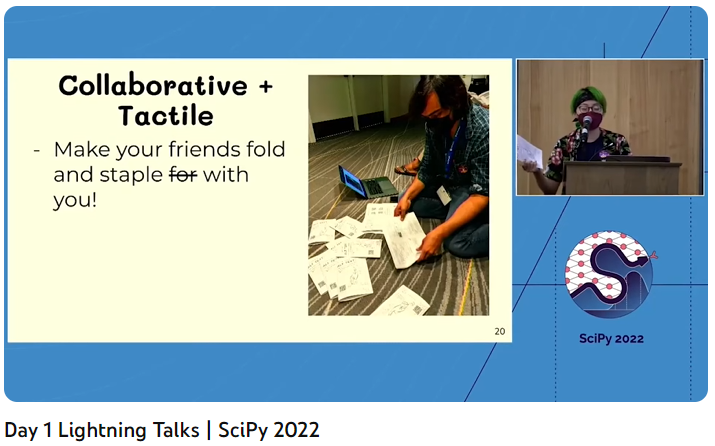 Collaborative +
Tactile
- Make your friends fold
and staple for with
you!
20
SciPy 2022
Day 1 Lightning Talks | SciPy 2022